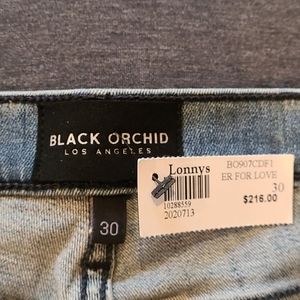 BLACK ORCHID
LOS ANGELES
30
Lonnys
10288559
2020713
BO907CDF1
ER FOR LOVE
30
$216.00